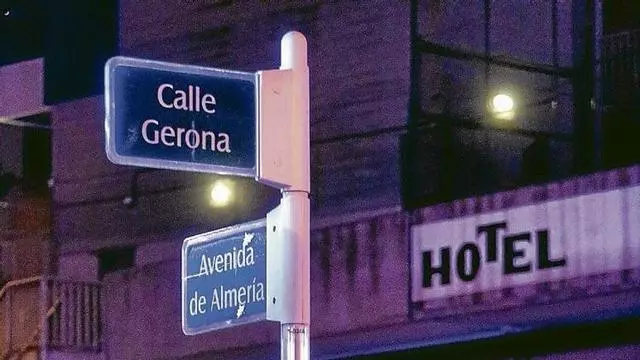 Calle
Gerona
Avenida
de Almería
HOTEL